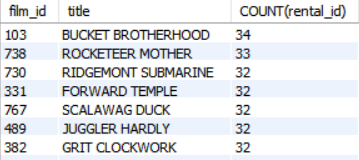 film_id title COUNT(rental_id)
103 BUCKET BROTHERHOOD 34
738 ROCKETEER MOTHER 33
730 RIDGEMONT SUBMARINE 32
331 FORWARD TEMPLE 32
767 SCALAWAG DUCK 32
489 JUGGLER HARDLY 32
382 GRIT CLOCKWORK 32